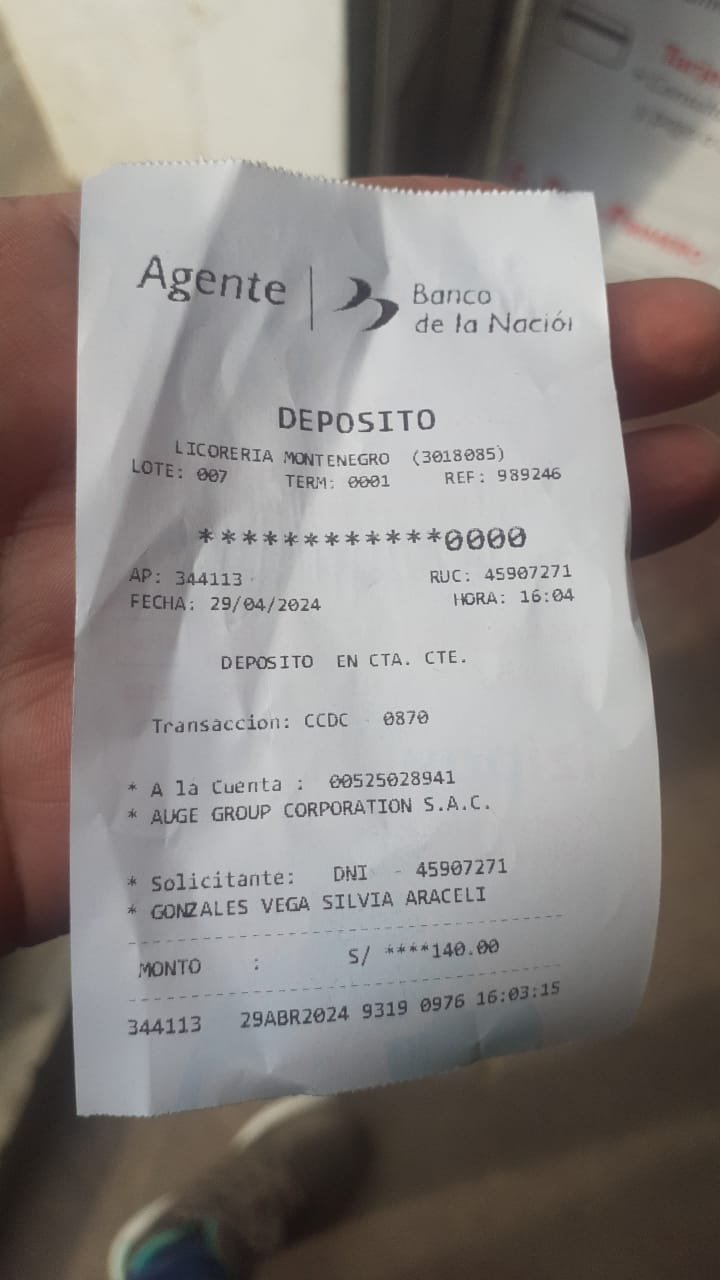 Agente | Banco
de la Nación
DEPOSITO
LICORERIA MONTENEGRO (3018085)
LOTE: 007 TERM: 0001 REF: 989246
************0000
AP: 344113 RUC: 45907271
FECHA: 29/04/2024 HORA: 16:04
DEPOSITO EN CTA. CTE.
Transaccion: CCDC - 0870
* A la Cuenta : 00525028941
* AUGE GROUP CORPORATION S.A.C.
* Solicitante: DNI - 45907271
* GONZALES VEGA SILVIA ARACELI
MONTO : S/ ****140.00
344113 29ABR2024 9319 0976 16:03:15